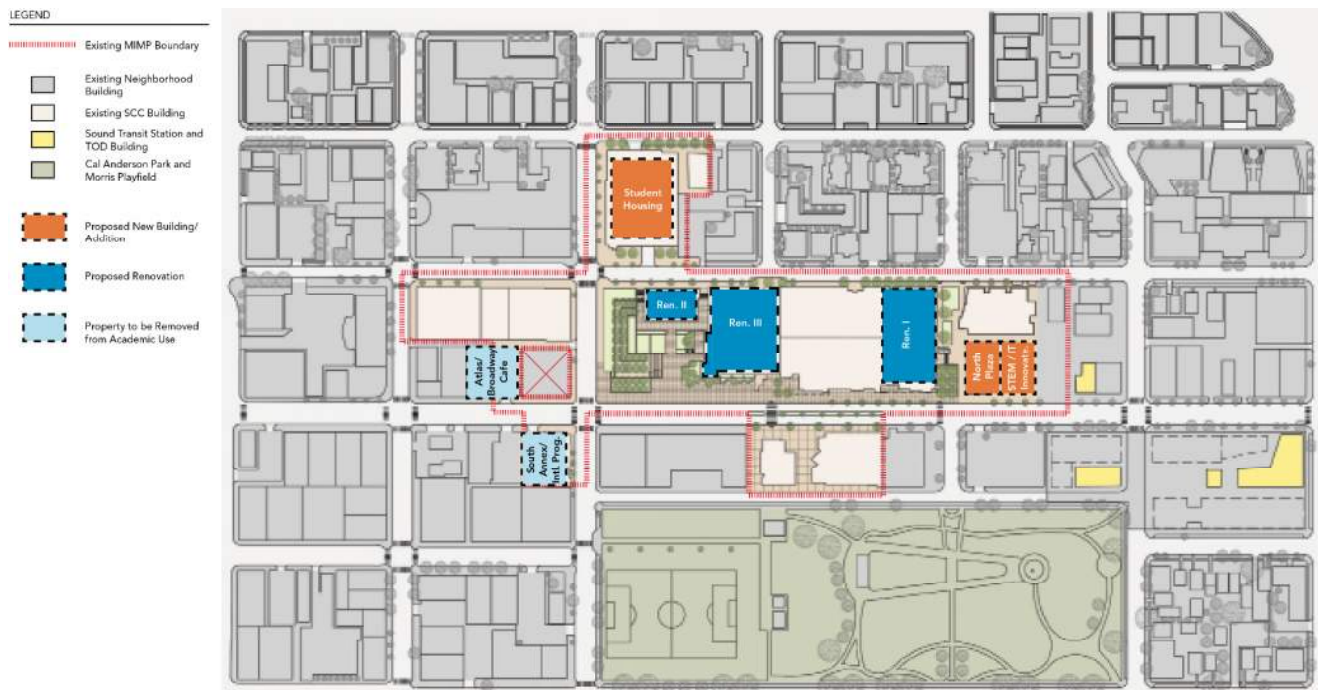 LEGEND
Existing MIMP Boundary
Existing Neighborhood
Building
Existing SCC Building
Sound Transit Station and
TOD Building
Cal Anderson Park and
Morris Playfield
Proposed New Building/
Addition
Proposed Renovation
Property to be Removed
from Academic Use
Student
Housing
Ren. II
Ren. III
Ren. I
North
Plaza
STEM / IT
Innovate.
Atlas/
Broadway
Cafe
South
Annex/
Intl. Prog.